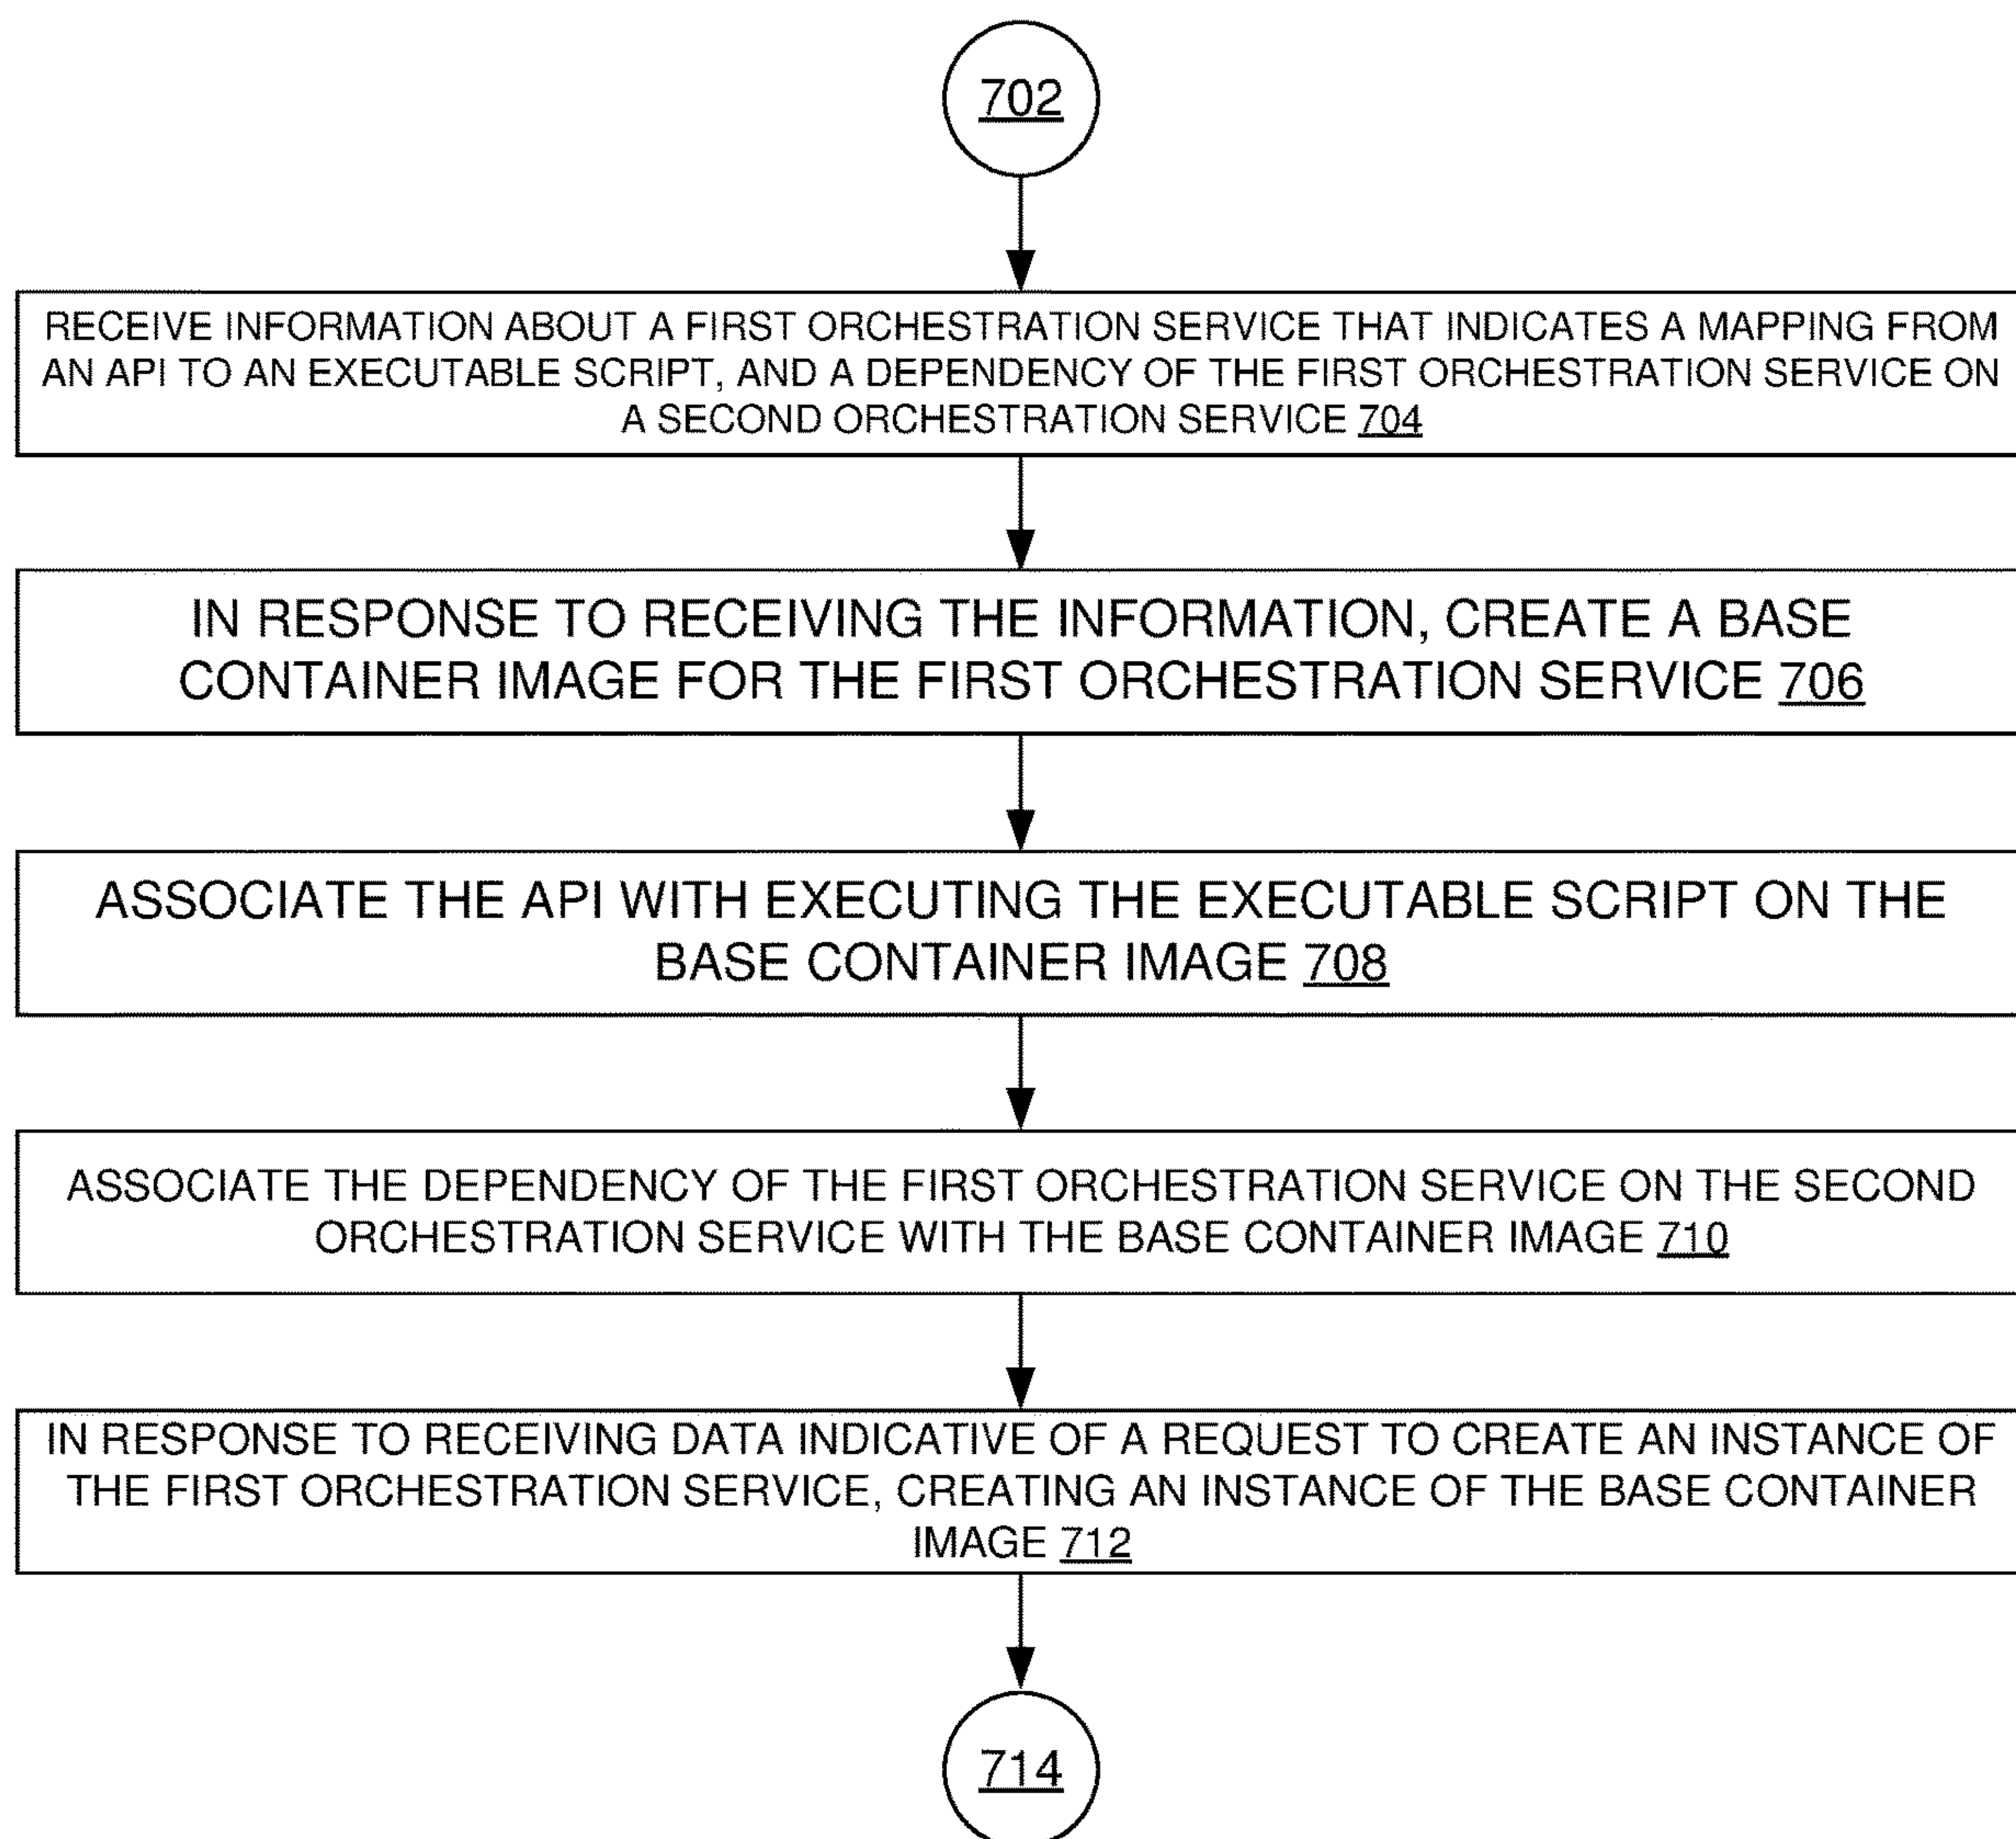 702
RECEIVE INFORMATION ABOUT A FIRST ORCHESTRATION SERVICE THAT INDICATES A MAPPING FROM
AN API TO AN EXECUTABLE SCRIPT, AND A DEPENDENCY OF THE FIRST ORCHESTRATION SERVICE ON
A SECOND ORCHESTRATION SERVICE 704
IN RESPONSE TO RECEIVING THE INFORMATION, CREATE A BASE
CONTAINER IMAGE FOR THE FIRST ORCHESTRATION SERVICE 706
ASSOCIATE THE API WITH EXECUTING THE EXECUTABLE SCRIPT ON THE
BASE CONTAINER IMAGE 708
ASSOCIATE THE DEPENDENCY OF THE FIRST ORCHESTRATION SERVICE ON THE SECOND
ORCHESTRATION SERVICE WITH THE BASE CONTAINER IMAGE 710
IN RESPONSE TO RECEIVING DATA INDICATIVE OF A REQUEST TO CREATE AN INSTANCE OF
THE FIRST ORCHESTRATION SERVICE, CREATING AN INSTANCE OF THE BASE CONTAINER
IMAGE 712
714